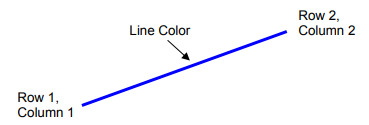 Row 2,
Column 2
Line Color
Row 1,
Column 1